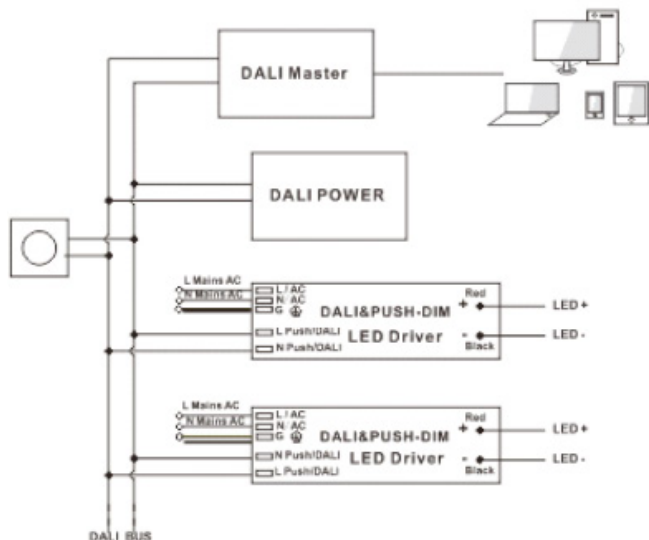 DALI Master
DALI POWER
L Mains AC
N Mains AC
L / AC
N/ AC
G
L Push/DALI
N Push/DALI
DALI&PUSH-DIM
LED Driver
Red
+
-
Black
LED+
LED-
L Mains AC
N Mains AC
L / AC
N/ AC
G
N Push/DALI
L Push/DALI
DALI&PUSH-DIM
LED Driver
Red
+
-
Black
LED+
LED-
DALI BUS